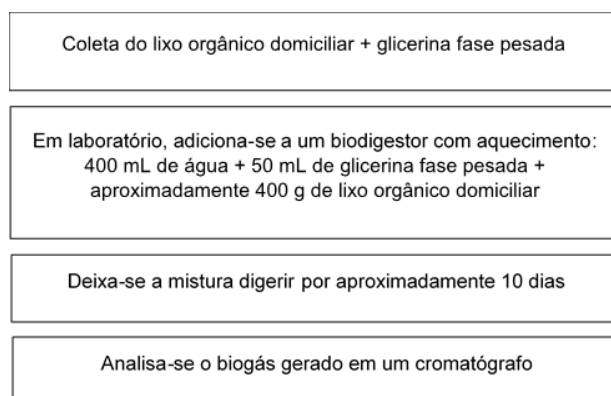 Coleta do lixo orgânico domiciliar + glicerina fase pesada
Em laboratório, adiciona-se a um biodigestor com aquecimento:
400 mL de água + 50 mL de glicerina fase pesada +
aproximadamente 400 g de lixo orgânico domiciliar
Deixa-se a mistura digerir por aproximadamente 10 dias
Analisa-se o biogás gerado em um cromatógrafo